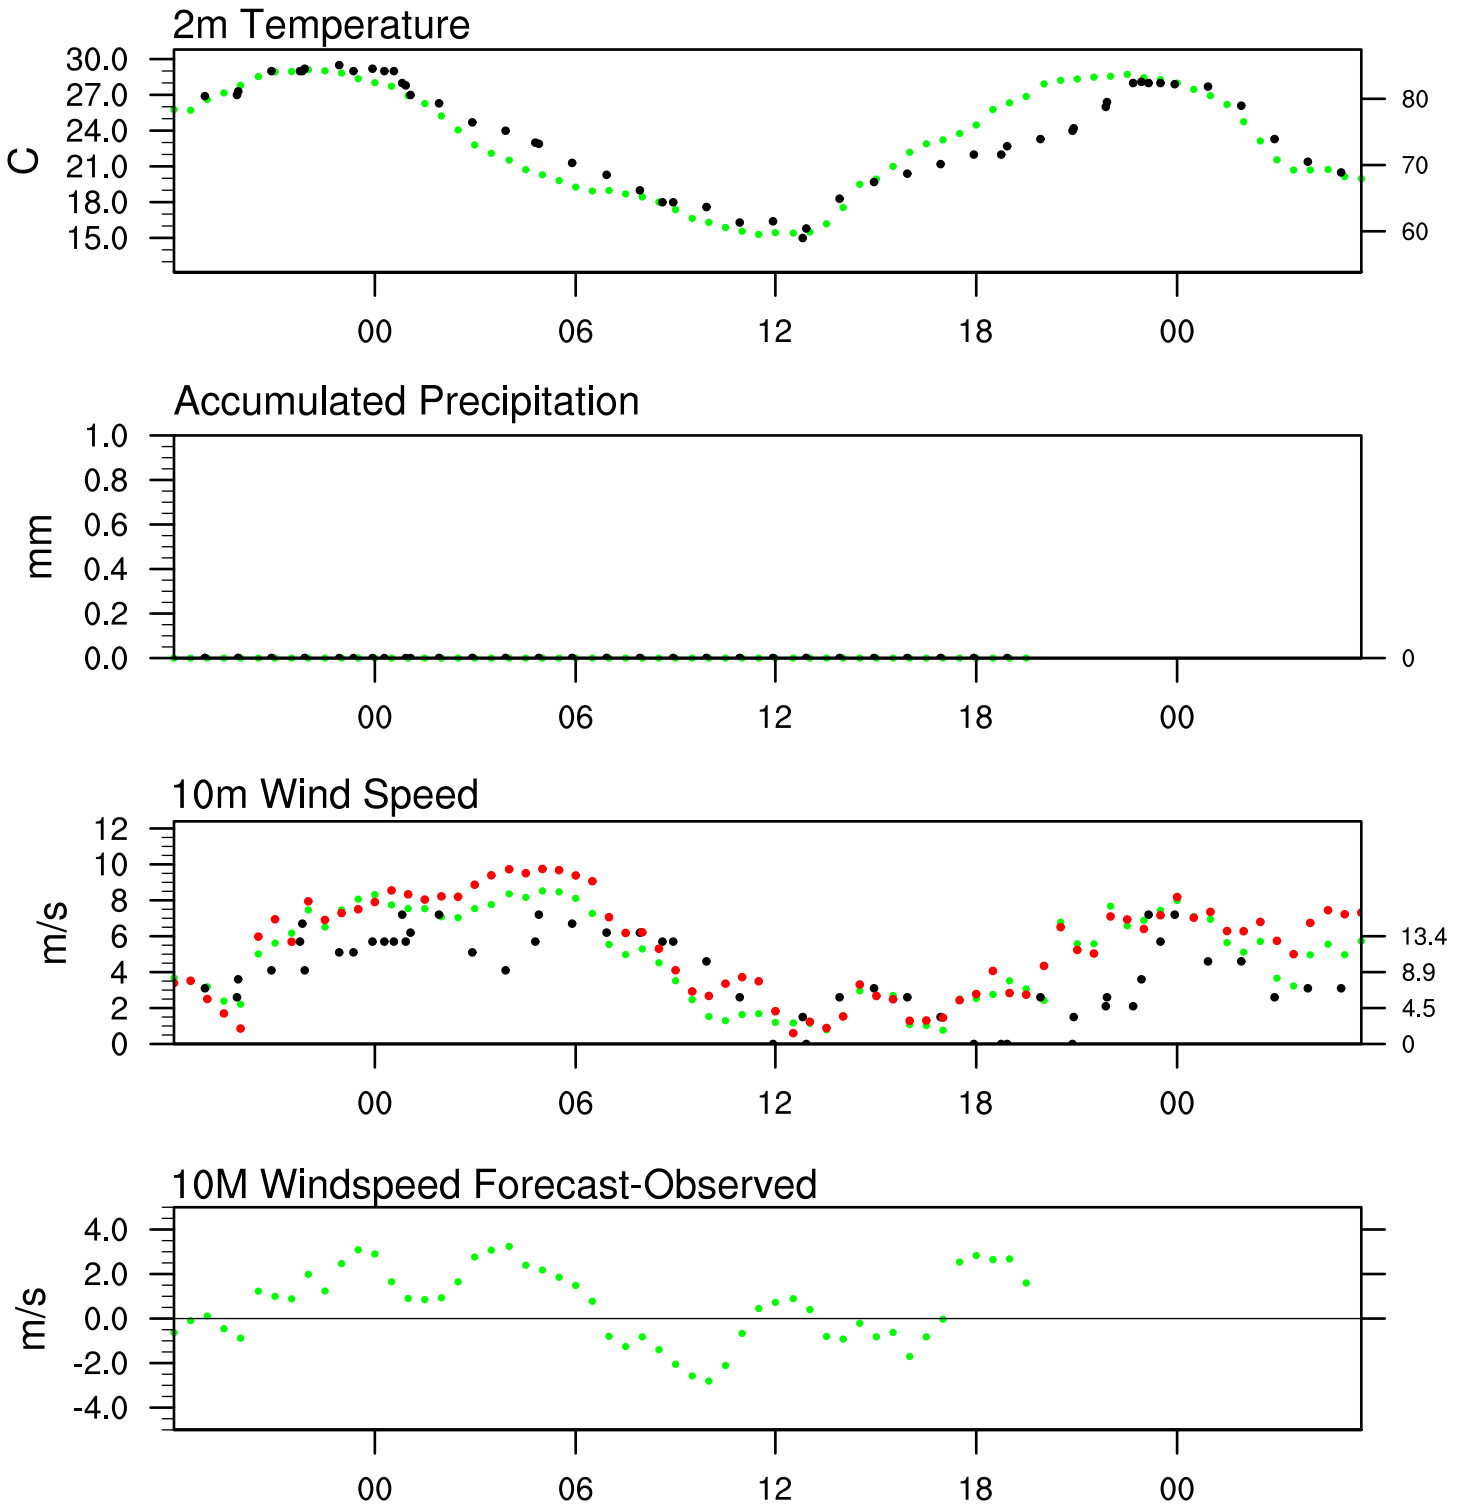 2m Temperature
30.0
27.0
24.0
21.0
18.0
15.0
C
80
70
60
00 06 12 18 00
Accumulated Precipitation
1.0
0.8
0.6
0.4
0.2
0.0
mm
0
00 06 12 18 00
10m Wind Speed
12
10
8
6
4
2
0
m/s
13.4
8.9
4.5
0
00 06 12 18 00
10M Windspeed Forecast-Observed
4.0
2.0
0.0
-2.0
-4.0
m/s
00 06 12 18 00